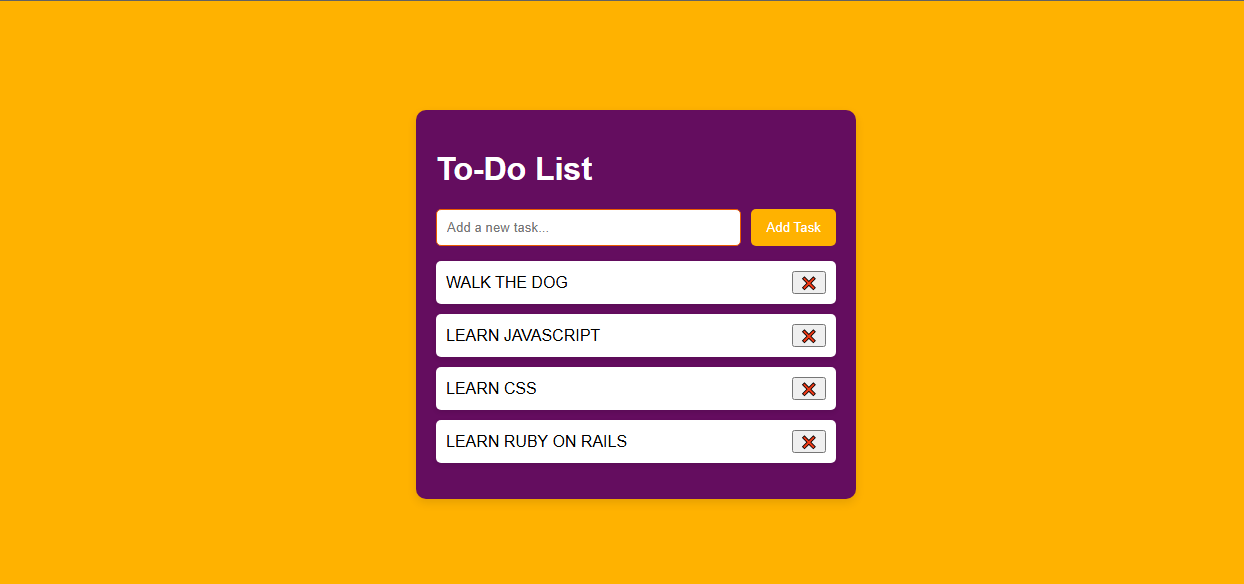 To-Do List
Add a new task...
Add Task
WALK THE DOG
LEARN JAVASCRIPT
LEARN CSS
LEARN RUBY ON RAILS